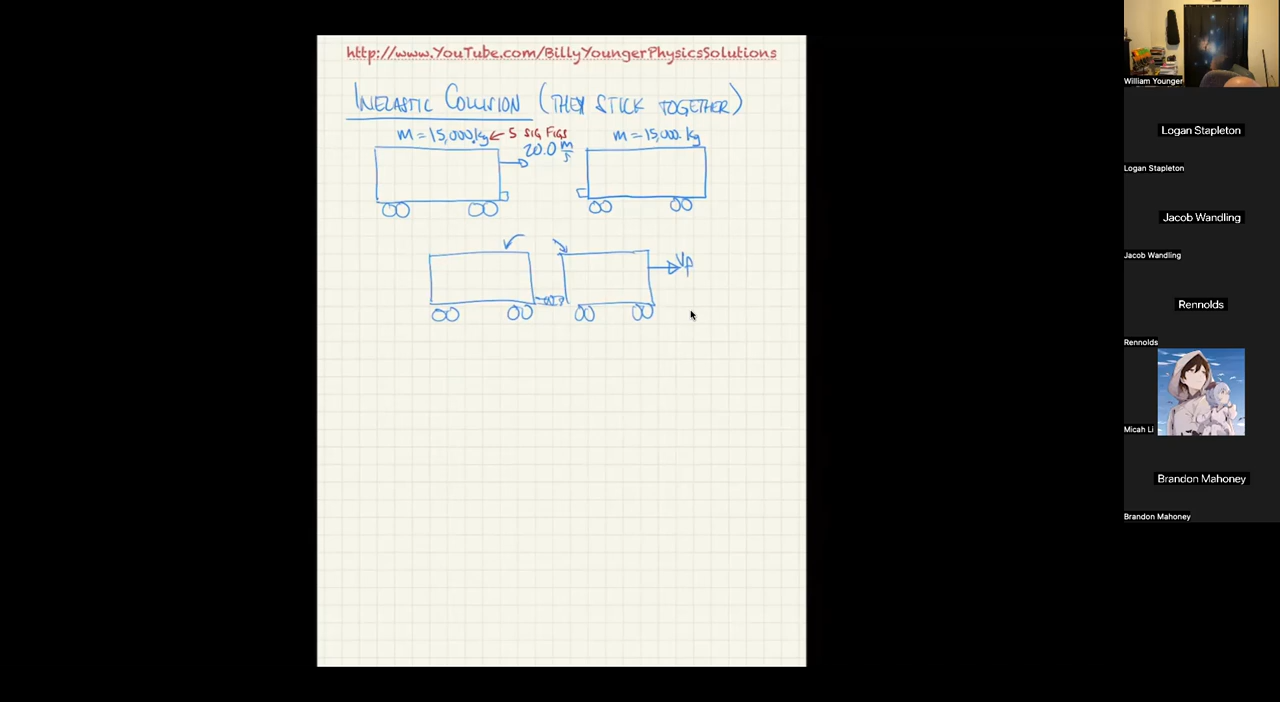 http://www.YouTube.com/BillyYoungerPhysicsSolutions
INELASTIC COLLISION (THEY STICK TOGETHER)
m = 15,000. kg ← 5 SIG FIGS
20.0 m/s
m = 15,000. kg
Vf
William Younger
Logan Stapleton
Logan Stapleton
Jacob Wandling
Jacob Wandling
Rennolds
Rennolds
Micah Li
Brandon Mahoney
Brandon Mahoney